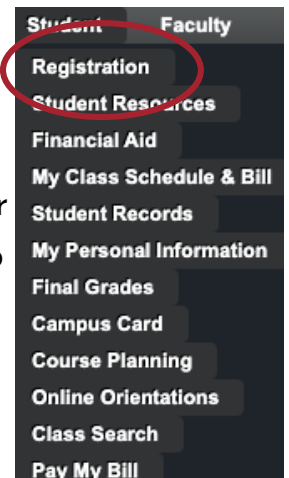 Student Faculty
Registration
Student Resources
Financial Aid
My Class Schedule & Bill
r Student Records
My Personal Information
Final Grades
Campus Card
Course Planning
Online Orientations
Class Search
Pay My Bill